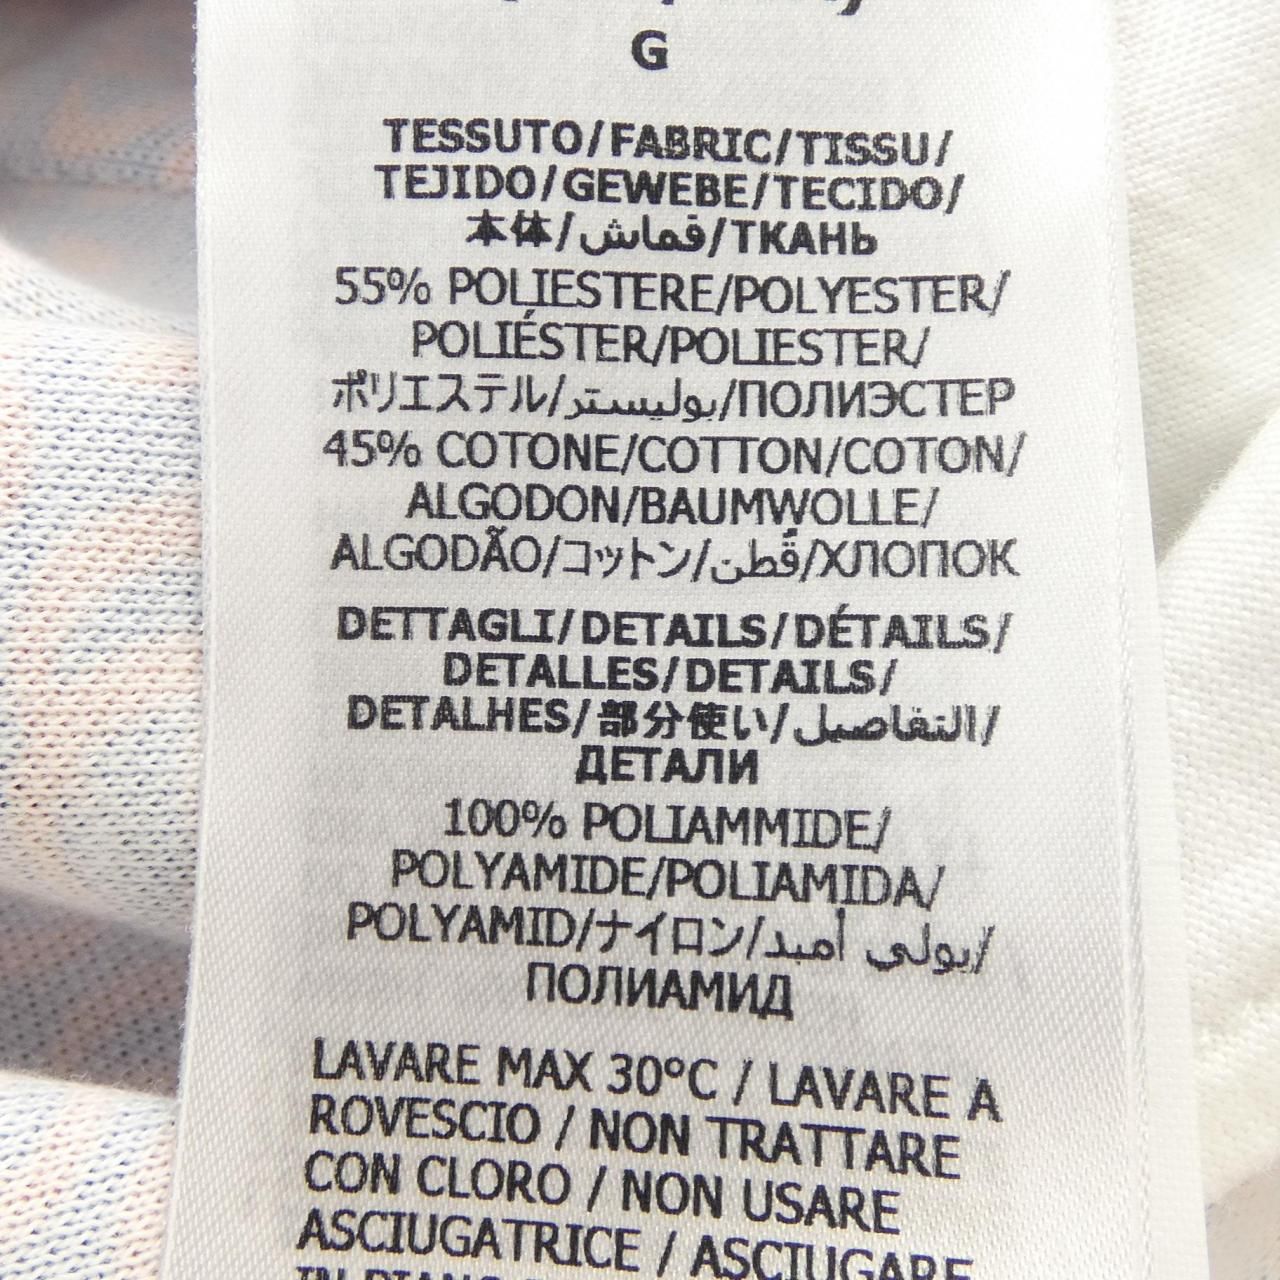 G
TESSUTO/FABRIC/TISSU/
TEJIDO/GEWEBE/TECIDO/
本体/قماش/ТКАНЬ
55% POLIESTERE/POLYESTER/
POLIÉSTER/POLIESTER/
ポリエステル/بوليستر/ПОЛИЭСТЕР
45% COTONE/COTTON/COTON/
ALGODON/BAUMWOLLE/
ALGODÃO/コットン/قُطن/ХЛОПОК
DETTAGLI/DETAILS/DÉTAILS/
DETALLES/DETAILS/
DETALHES/部分使い/التفاصيل/
ДЕТАЛИ
100% POLIAMMIDE/
POLYAMIDE/POLIAMIDA/
POLYAMID/ナイロン/بولي أميد/
ПОЛИАМИД
LAVARE MAX 30°C / LAVARE A
ROVESCIO / NON TRATTARE
CON CLORO / NON USARE
ASCIUGATRICE / ASCIUGARE